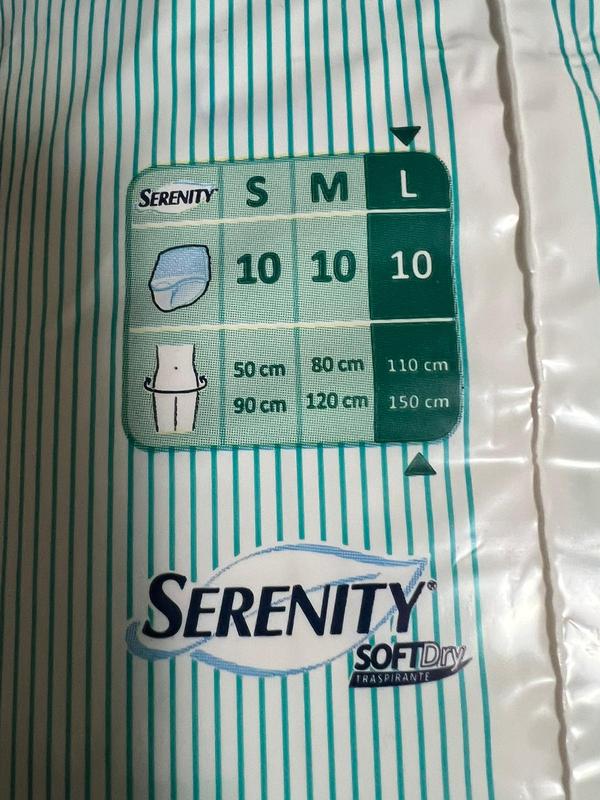 SERENITY S M L
10 10 10
50 cm 80 cm 110 cm
90 cm 120 cm 150 cm
SERENITY®
SOFTDry
TRASPIRANTE